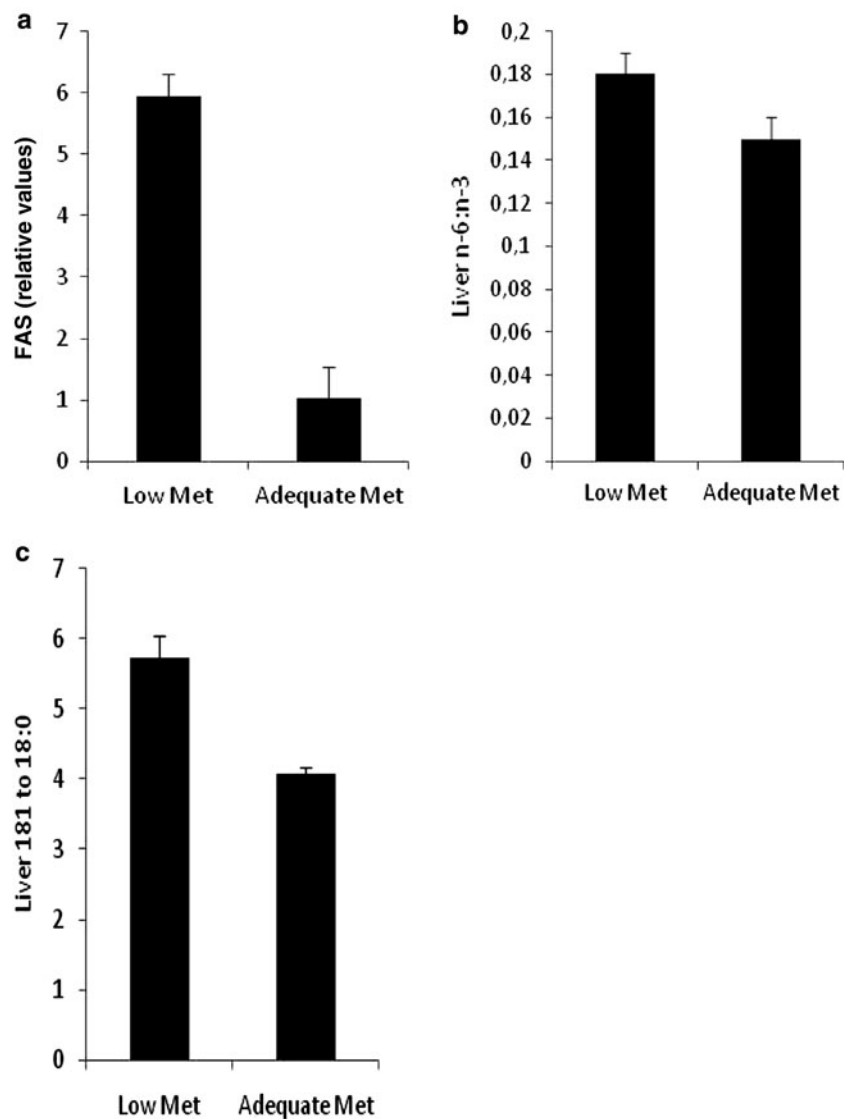 a
7
6
5
4
3
2
1
0
FAS (relative values)
Low Met
Adequate Met
b
0,2
0,18
0,16
0,14
0,12
0,1
0,08
0,06
0,04
0,02
0
Liver n-6:n-3
Low Met
Adequate Met
c
7
6
5
4
3
2
1
0
Liver 181 to 18:0
Low Met
Adequate Met